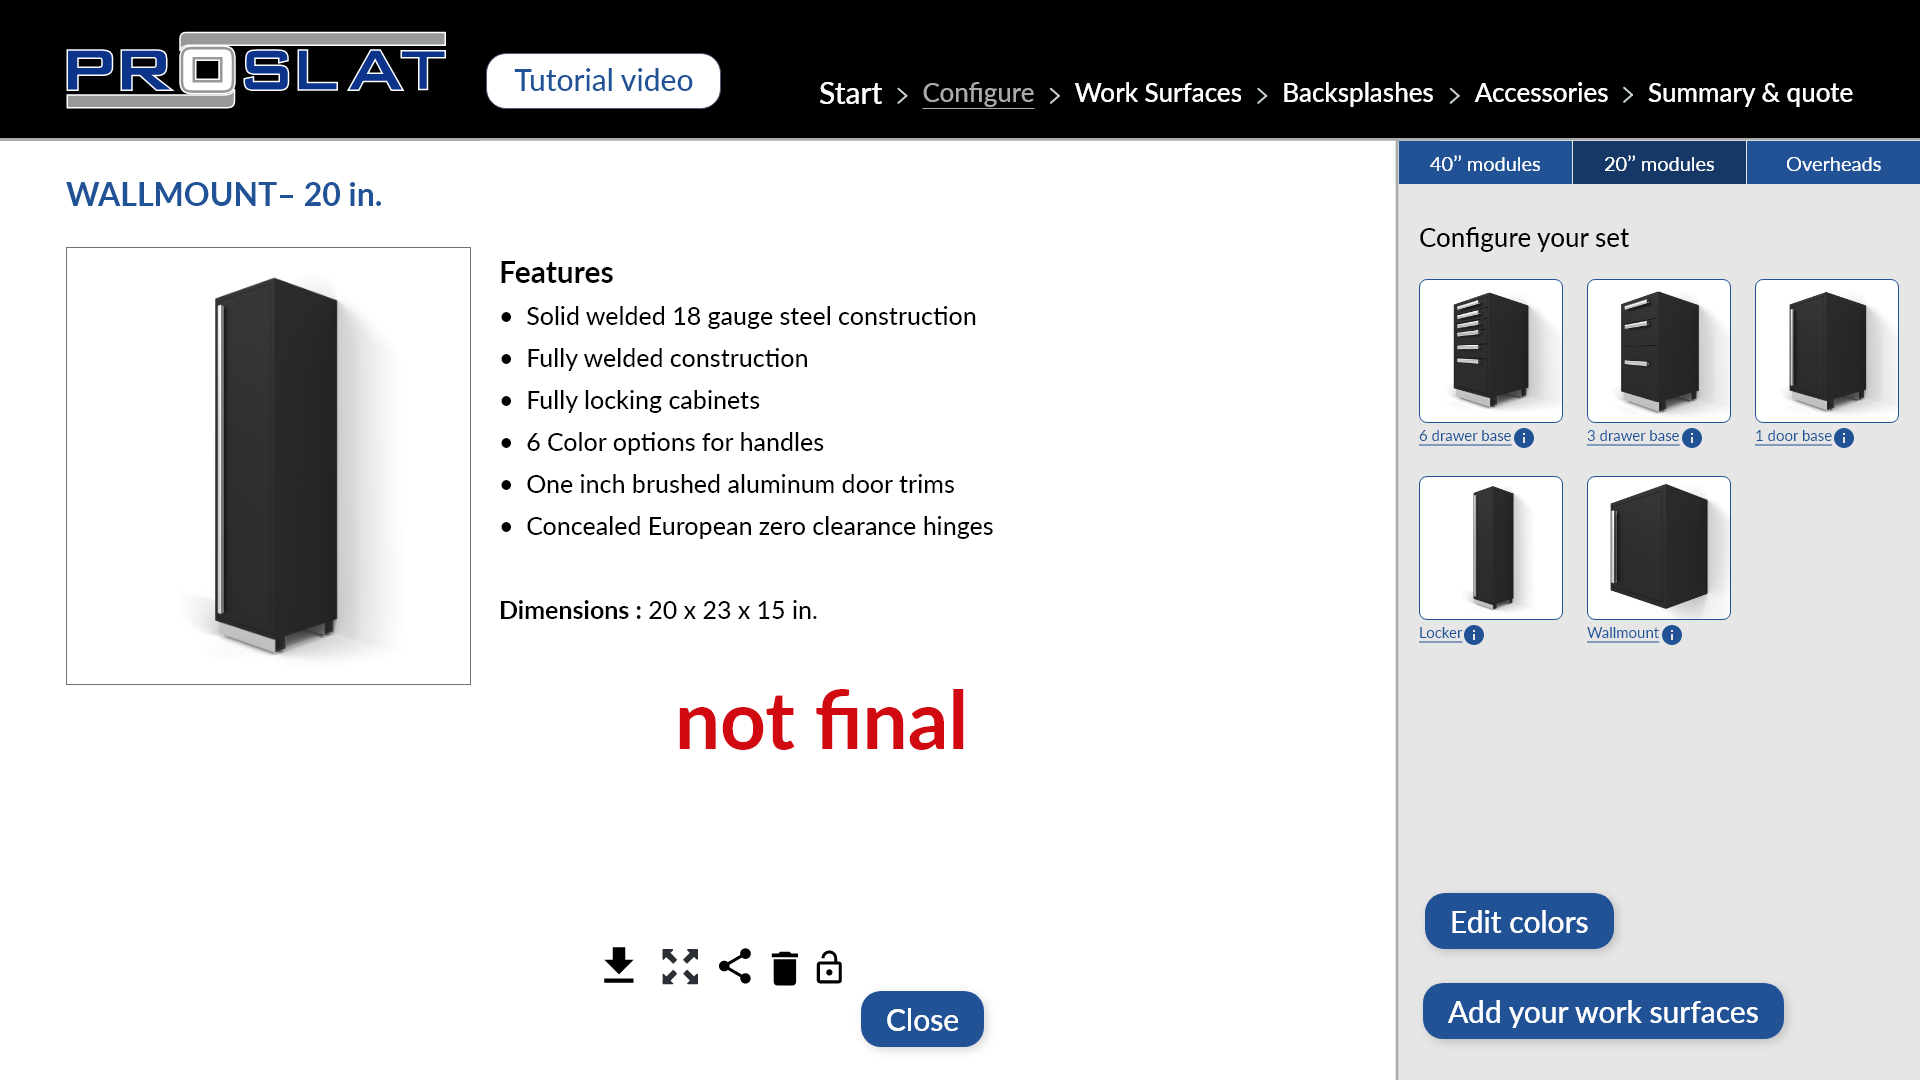 PROSLAT
Tutorial video
Start > Configure > Work Surfaces > Backsplashes > Accessories > Summary & quote
WALLMOUNT– 20 in.
Features
• Solid welded 18 gauge steel construction
• Fully welded construction
• Fully locking cabinets
• 6 Color options for handles
• One inch brushed aluminum door trims
• Concealed European zero clearance hinges
Dimensions : 20 x 23 x 15 in.
not final
Close
40” modules
20” modules
Overheads
Configure your set
6 drawer base i
3 drawer base i
1 door base i
Locker i
Wallmount i
Edit colors
Add your work surfaces